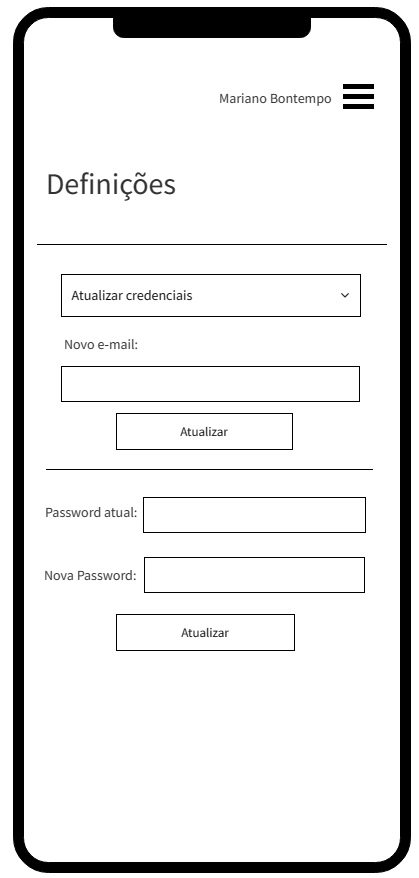 Mariano Bontempo
Definições
Atualizar credenciais
Novo e-mail:
Atualizar
Password atual:
Nova Password:
Atualizar